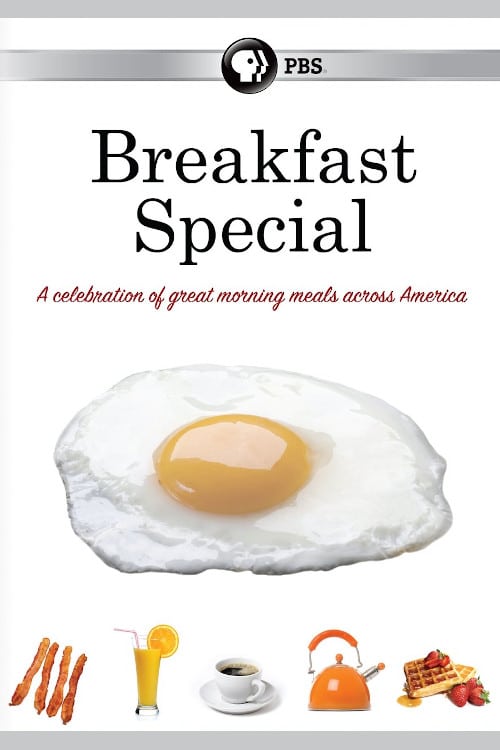 PBS
Breakfast
Special
A celebration of great morning meals across America